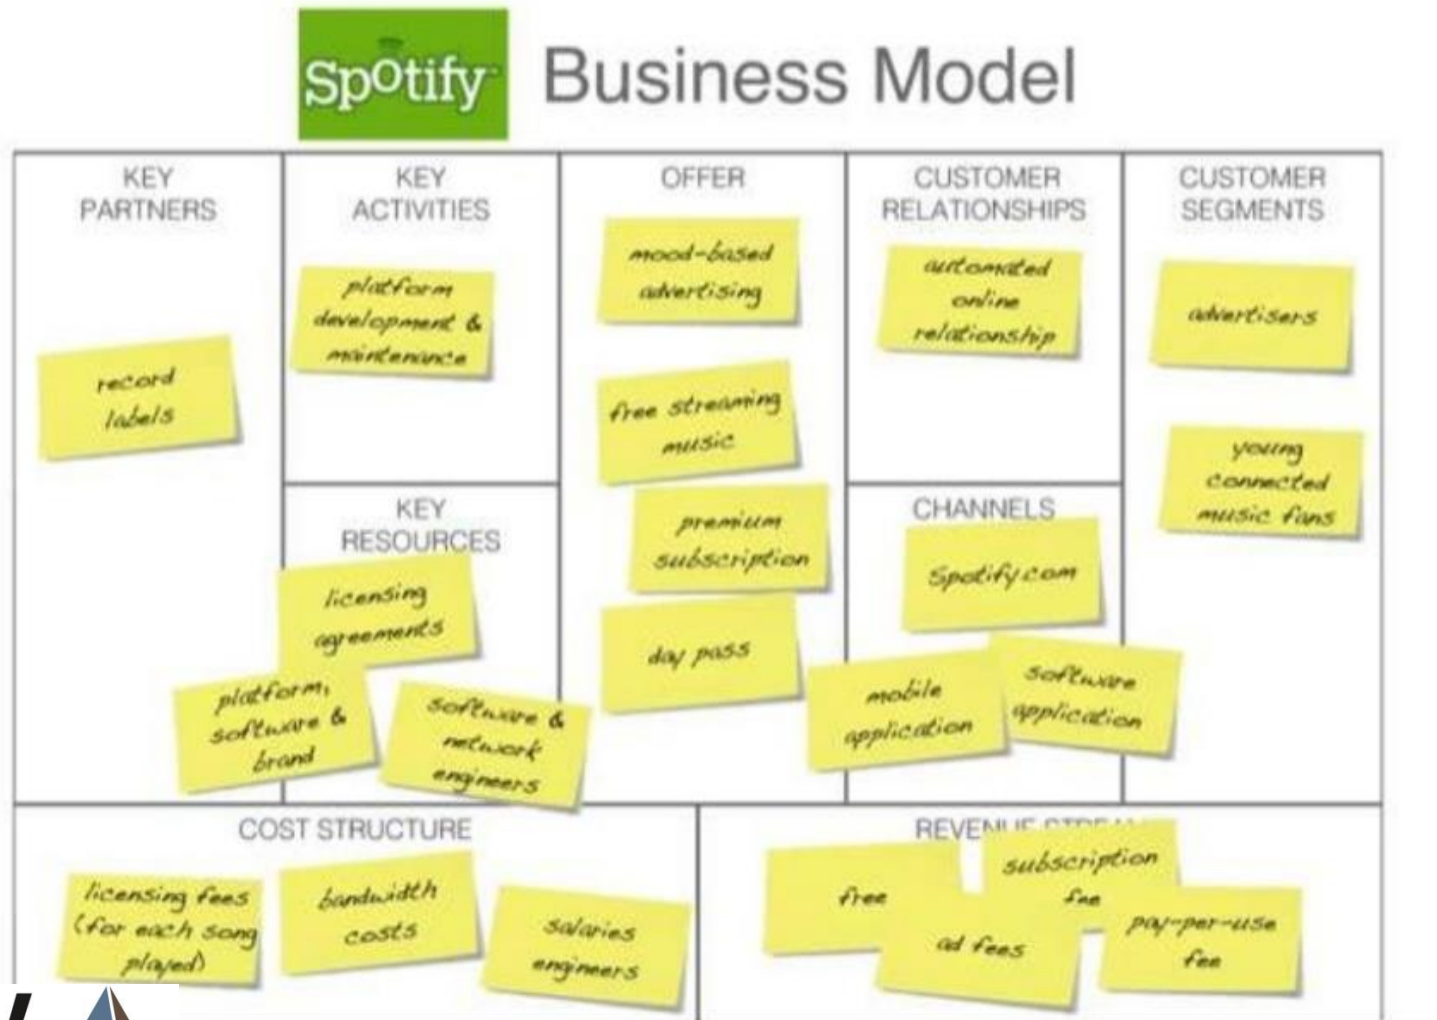 Spotify Business Model
KEY
PARTNERS
record
labels
KEY
ACTIVITIES
platform
development &
maintenance
KEY
RESOURCES
licensing
agreements
platform,
software &
brand
software &
network
engineers
OFFER
mood-based
advertising
free streaming
music
premium
subscription
day pass
CUSTOMER
RELATIONSHIPS
automated
online
relationship
CHANNELS
Spotify.com
mobile
application
software
application
CUSTOMER
SEGMENTS
advertisers
young
connected
music fans
COST STRUCTURE
licensing fees
(for each song
played)
bandwidth
costs
salaries
engineers
free
subscription
ad fees
pay-per-use
fee